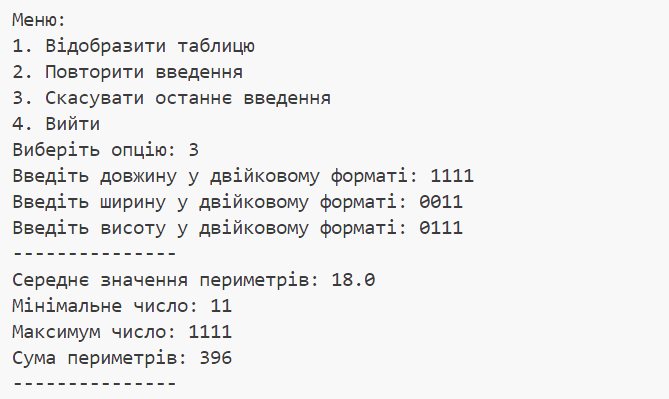 Меню:
1. Відобразити таблицю
2. Повторити введення
3. Скасувати останнє введення
4. Вийти
Виберіть опцію: 3
Введіть довжину у двійковому форматі: 1111
Введіть ширину у двійковому форматі: 0011
Введіть висоту у двійковому форматі: 0111
---------------
Середнє значення периметрів: 18.0
Мінімальне число: 11
Максимум число: 1111
Сума периметрів: 396
---------------